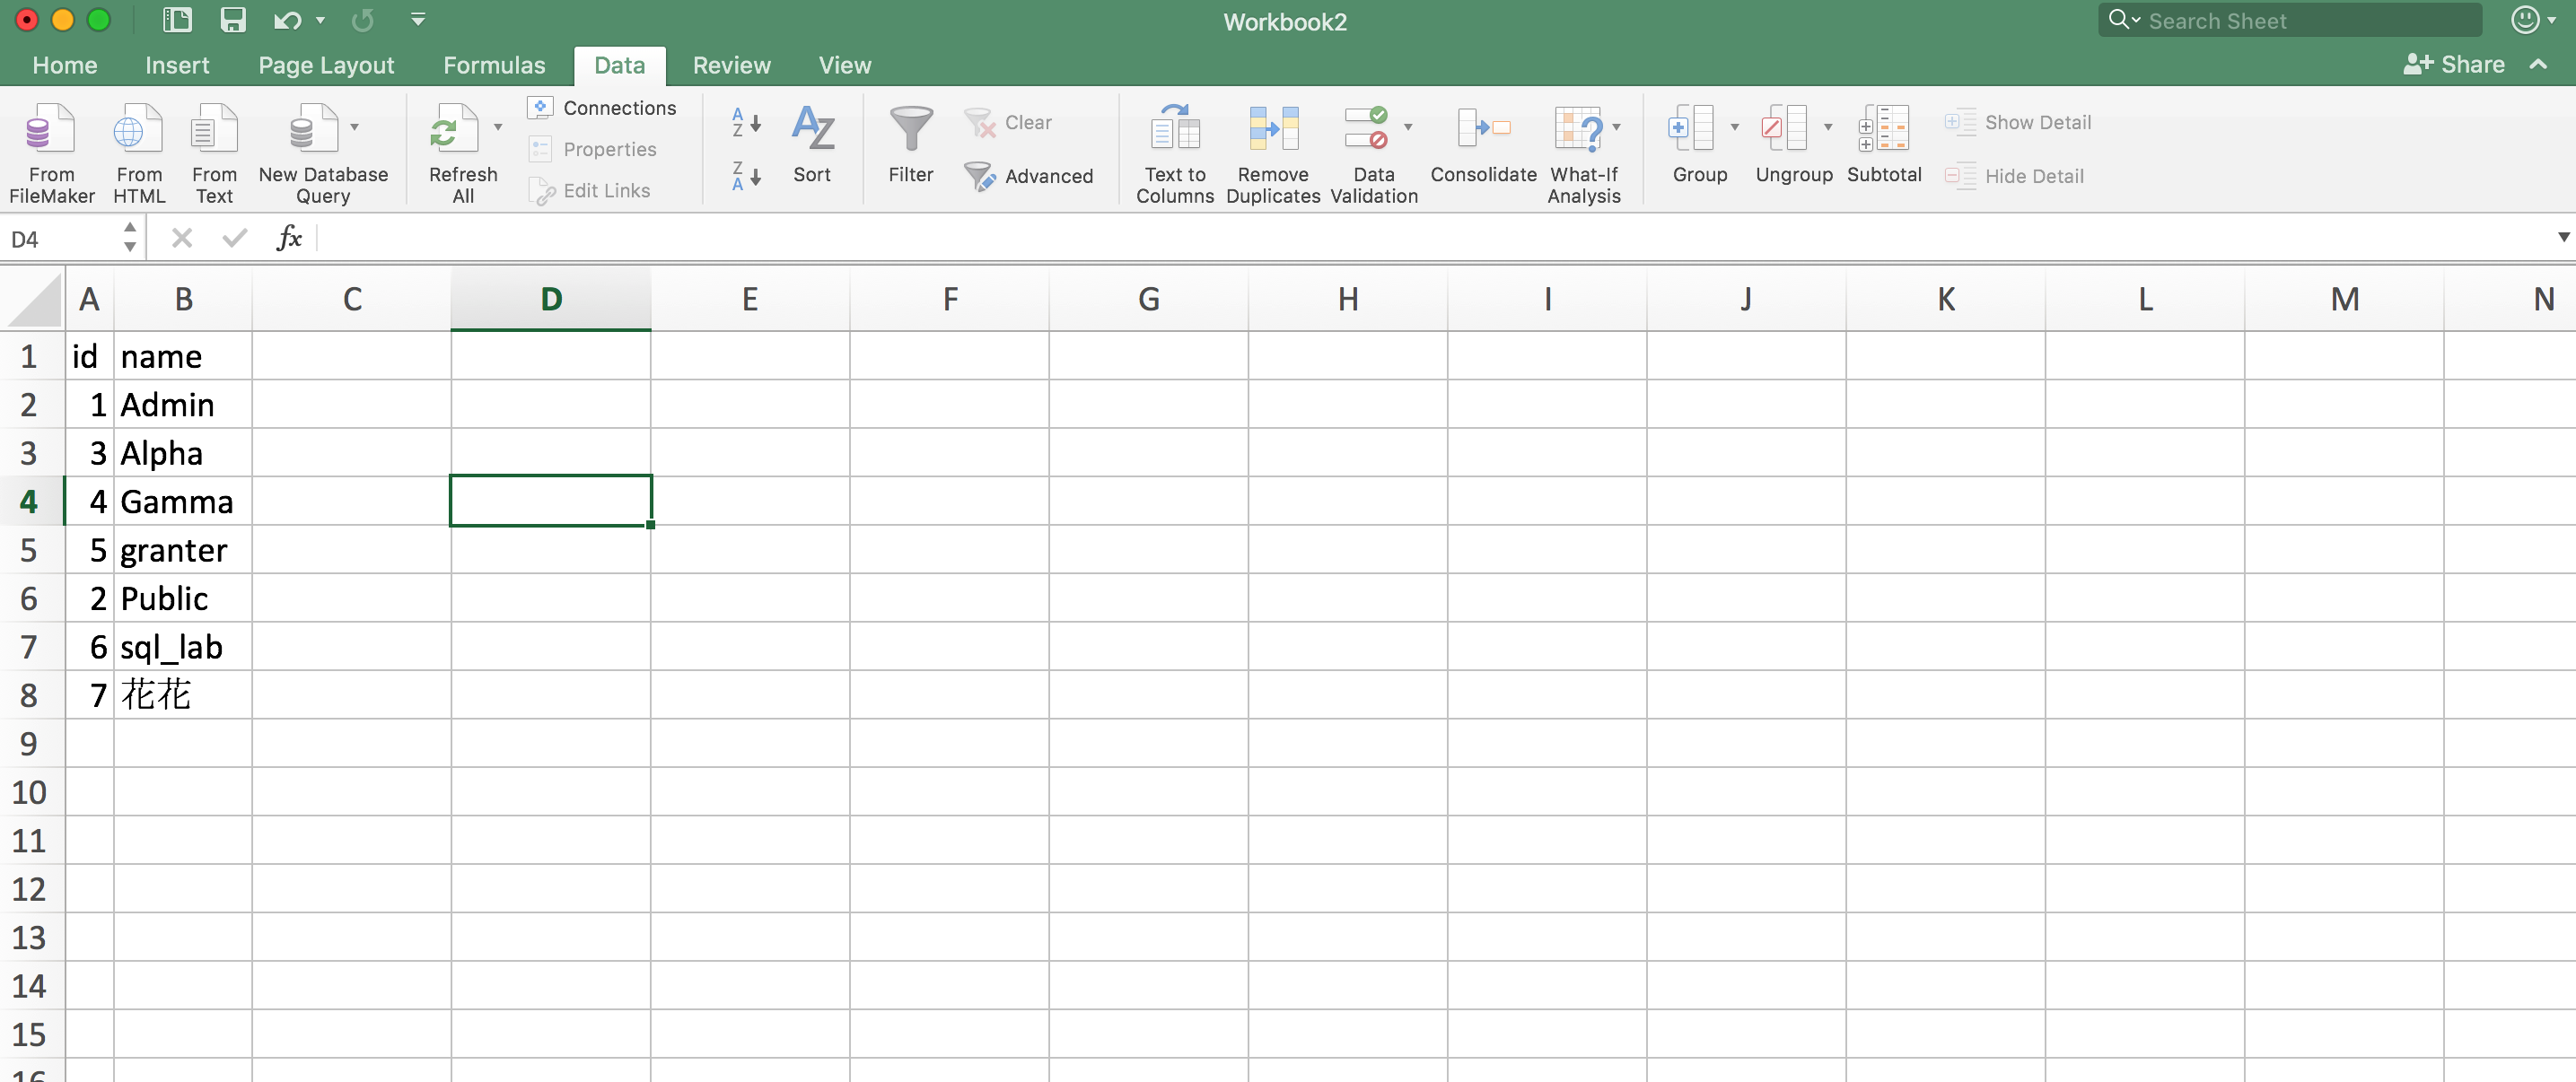 Workbook2
Search Sheet
Home Insert Page Layout Formulas Data Review View
Share
From FileMaker
From HTML
From Text
New Database Query
Refresh All
Connections
Properties
Edit Links
A Z
Z A
Sort
Filter
Clear
Advanced
Text to Columns
Remove Duplicates
Data Validation
Consolidate
What-If Analysis
Group
Ungroup
Subtotal
Show Detail
Hide Detail
D4 fx
A B C D E F G H I J K L M N
1 id name
2 1 Admin
3 3 Alpha
4 4 Gamma
5 5 granter
6 2 Public
7 6 sql_lab
8 7 花花
9
10
11
12
13
14
15
16